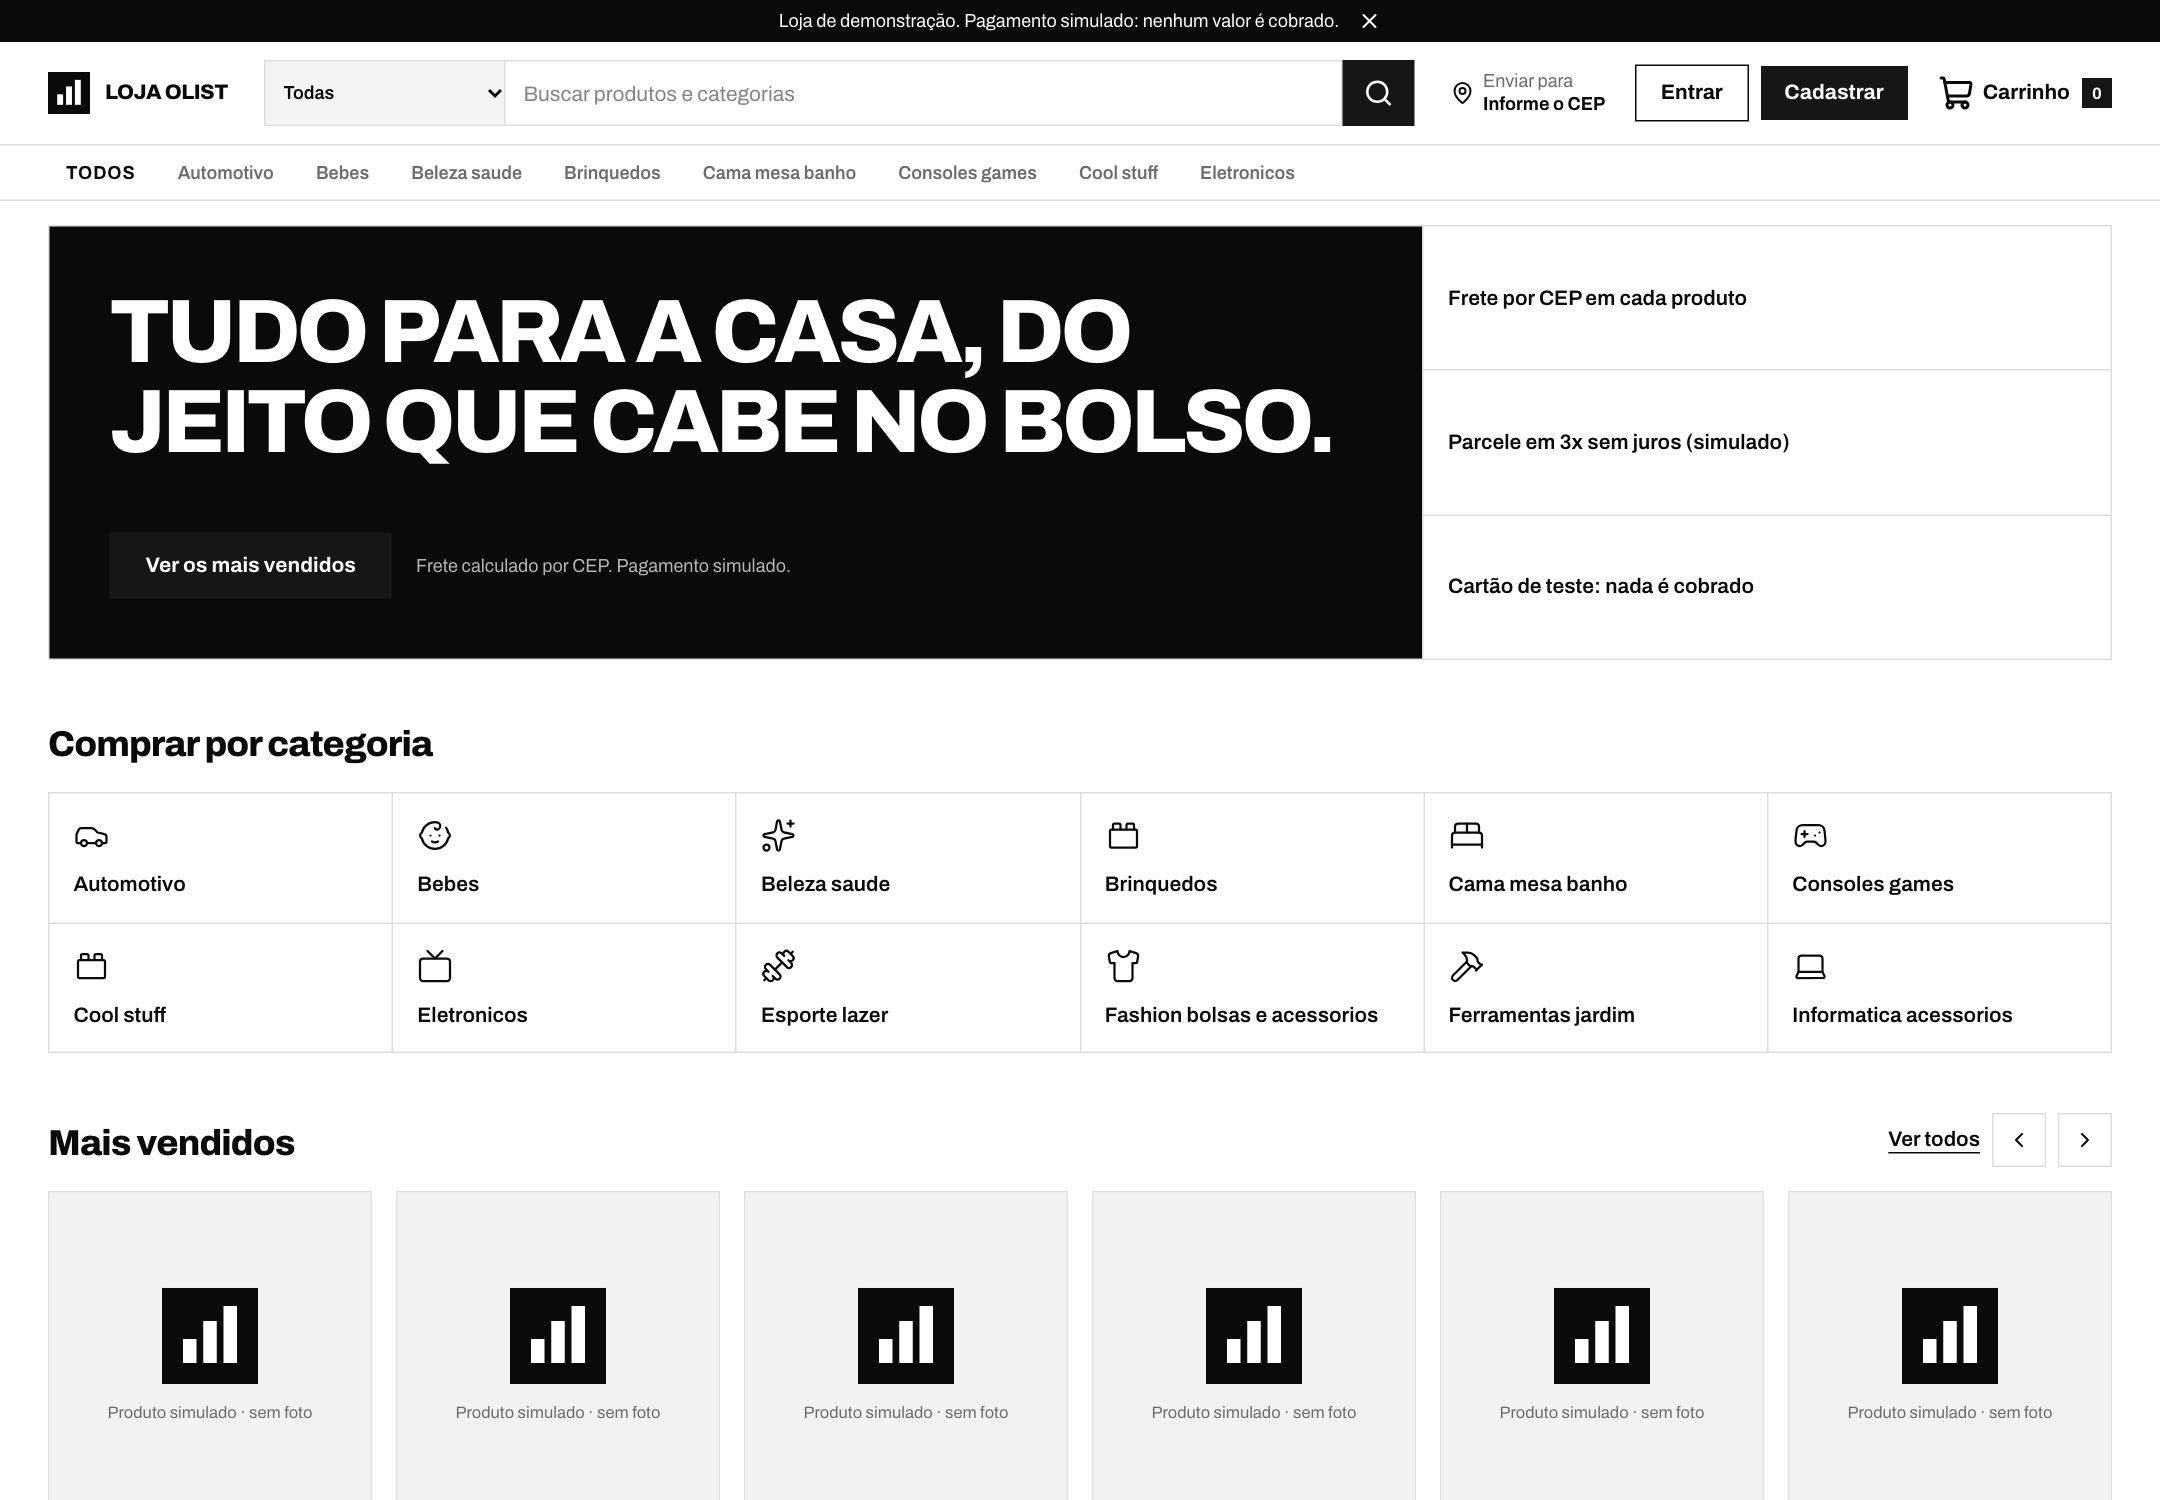 Loja de demonstração. Pagamento simulado: nenhum valor é cobrado.
LOJA OLIST
Todas
Buscar produtos e categorias
Enviar para
Informe o CEP
Entrar
Cadastrar
Carrinho 0
TODOS Automotivo Bebes Beleza saude Brinquedos Cama mesa banho Consoles games Cool stuff Eletronicos
TUDO PARA A CASA, DO
JEITO QUE CABE NO BOLSO.
Ver os mais vendidos
Frete calculado por CEP. Pagamento simulado.
Frete por CEP em cada produto
Parcele em 3x sem juros (simulado)
Cartão de teste: nada é cobrado
Comprar por categoria
Automotivo
Bebes
Beleza saude
Brinquedos
Cama mesa banho
Consoles games
Cool stuff
Eletronicos
Esporte lazer
Fashion bolsas e acessorios
Ferramentas jardim
Informatica acessorios
Mais vendidos
Ver todos
Produto simulado · sem foto
Produto simulado · sem foto
Produto simulado · sem foto
Produto simulado · sem foto
Produto simulado · sem foto
Produto simulado · sem foto